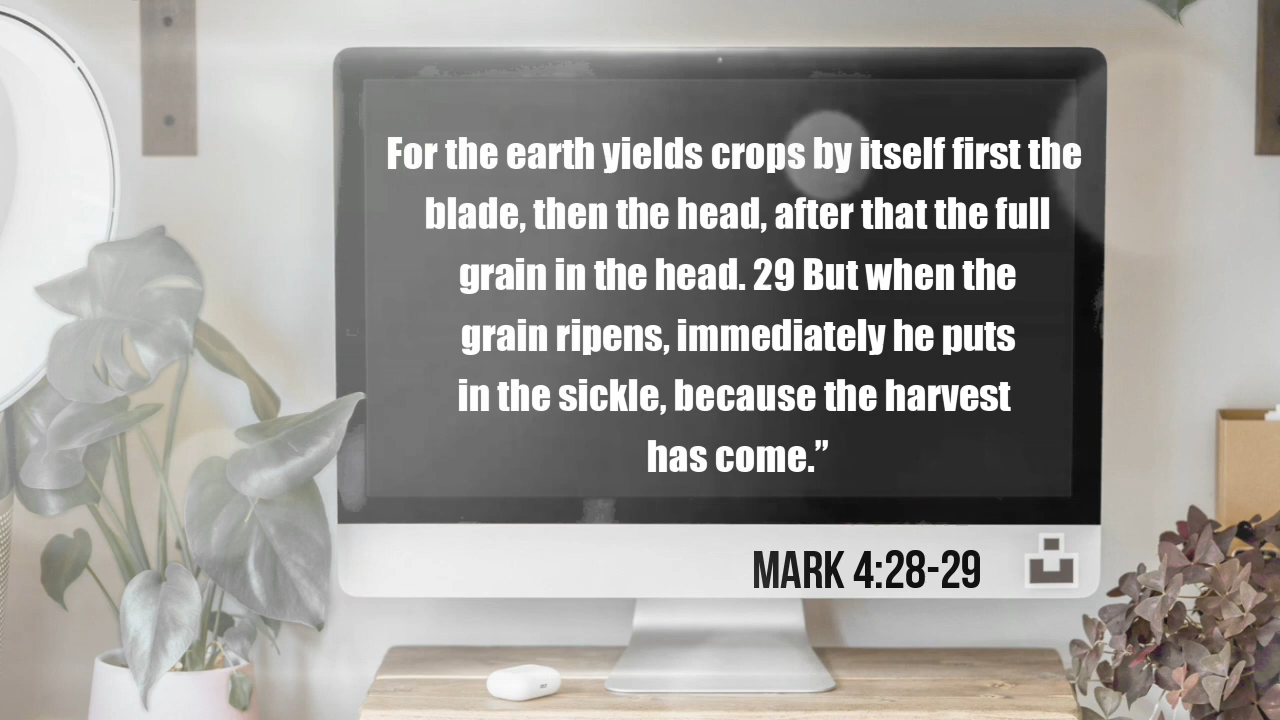 For the earth yields crops by itself first the
blade, then the head, after that the full
grain in the head. 29 But when the
grain ripens, immediately he puts
in the sickle, because the harvest
has come.”
MARK 4:28-29